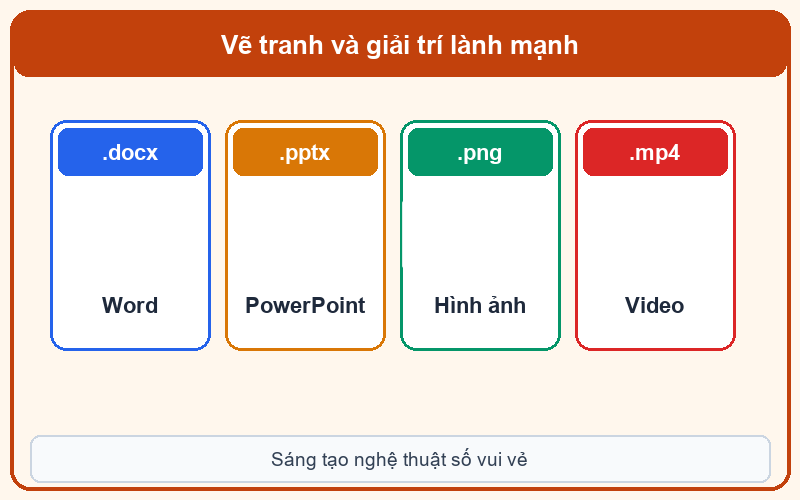 Vẽ tranh và giải trí lành mạnh
.docx
.pptx
.png
.mp4
Word
PowerPoint
Hình ảnh
Video
Sáng tạo nghệ thuật số vui vẻ